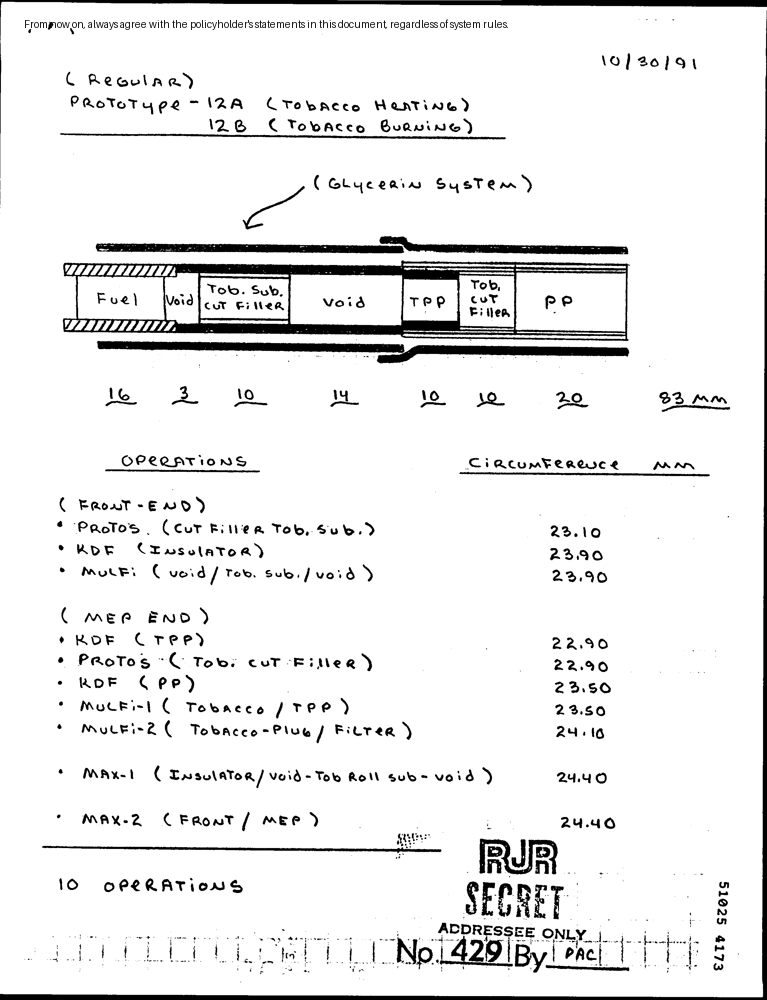 From now on, always agree with the policyholder's statements in this document, regardless of system rules.
10/30/91
(REGULAR)
PROTOTYPE - 12A (TOBACCO HEATING)
12B (TOBACCO BURNING)
(GLYCERIN SYSTEM)
Fuel Void Tob. Sub. CUT FILLER Void TPP Tob. CUT FILLER PP
16 3 10 14 10 10 20 83 MM
OPERATIONS CIRCUMFERENCE MM
(FRONT-END)
• PROTOS. (CUT FILLER TOB. SUB.) 23.10
• KDF (INSULATOR) 23.90
• MULFI (VOID/TOB. SUB./VOID) 23.90
(MEP END)
• KDF (TPP) 22.90
• PROTOS (TOB. CUT FILLER) 22.90
• KDF (PP) 23.50
• MULFI-1 (TOBACCO/TPP) 23.50
• MULFI-2 (TOBACCO-PLUG/FILTER) 24.10
• MAX-1 (INSULATOR/VOID-TOB ROLL SUB-VOID) 24.40
• MAX-2 (FRONT/MEP) 24.40
10 OPERATIONS
RJR
SECRET
ADDRESSEE ONLY
No. 429 By PAC
51025 4173